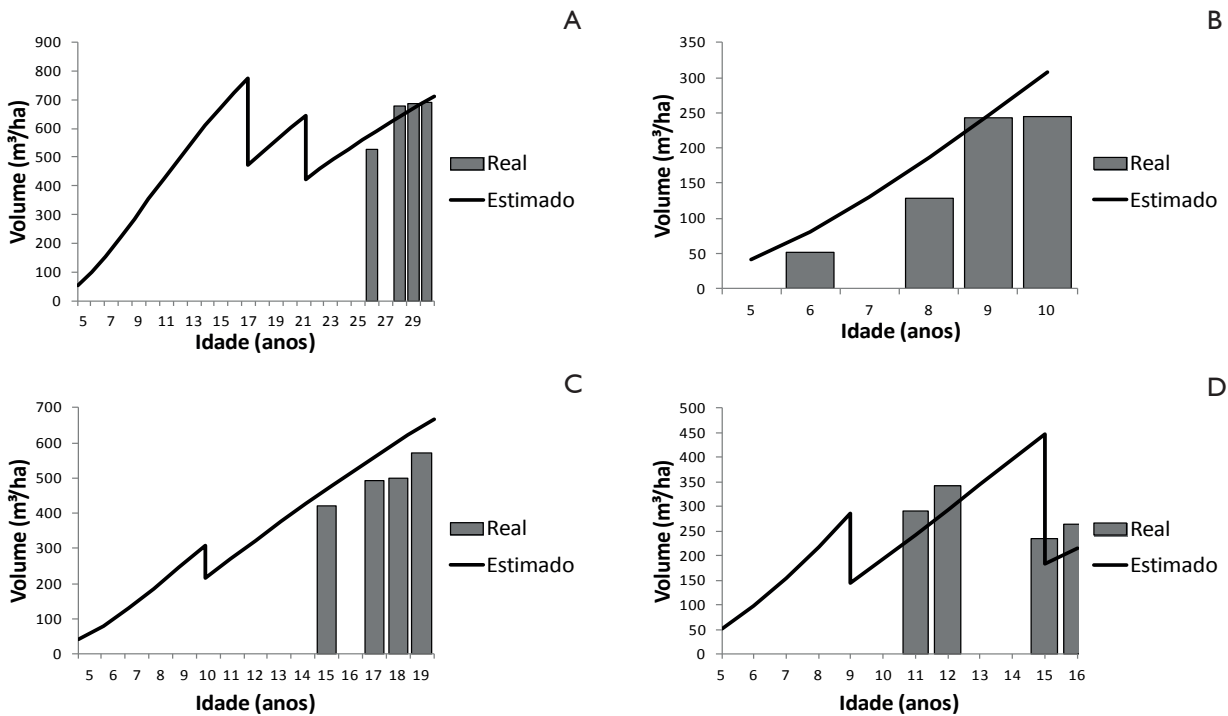 A
900
800
700
600
500
400
300
200
100
0
Volume (m³/ha)
5 7 9 11 13 15 17 19 21 23 25 27 29
Idade (anos)
Real
Estimado
B
350
300
250
200
150
100
50
0
Volume (m³/ha)
5 6 7 8 9 10
Idade (anos)
Real
Estimado
C
700
600
500
400
300
200
100
0
Volume (m³/ha)
5 6 7 8 9 10 11 12 13 14 15 17 18 19
Idade (anos)
Real
Estimado
D
500
450
400
350
300
250
200
150
100
50
0
Volume (m³/ha)
5 6 7 8 9 10 11 12 13 14 15 16
Idade (anos)
Real
Estimado